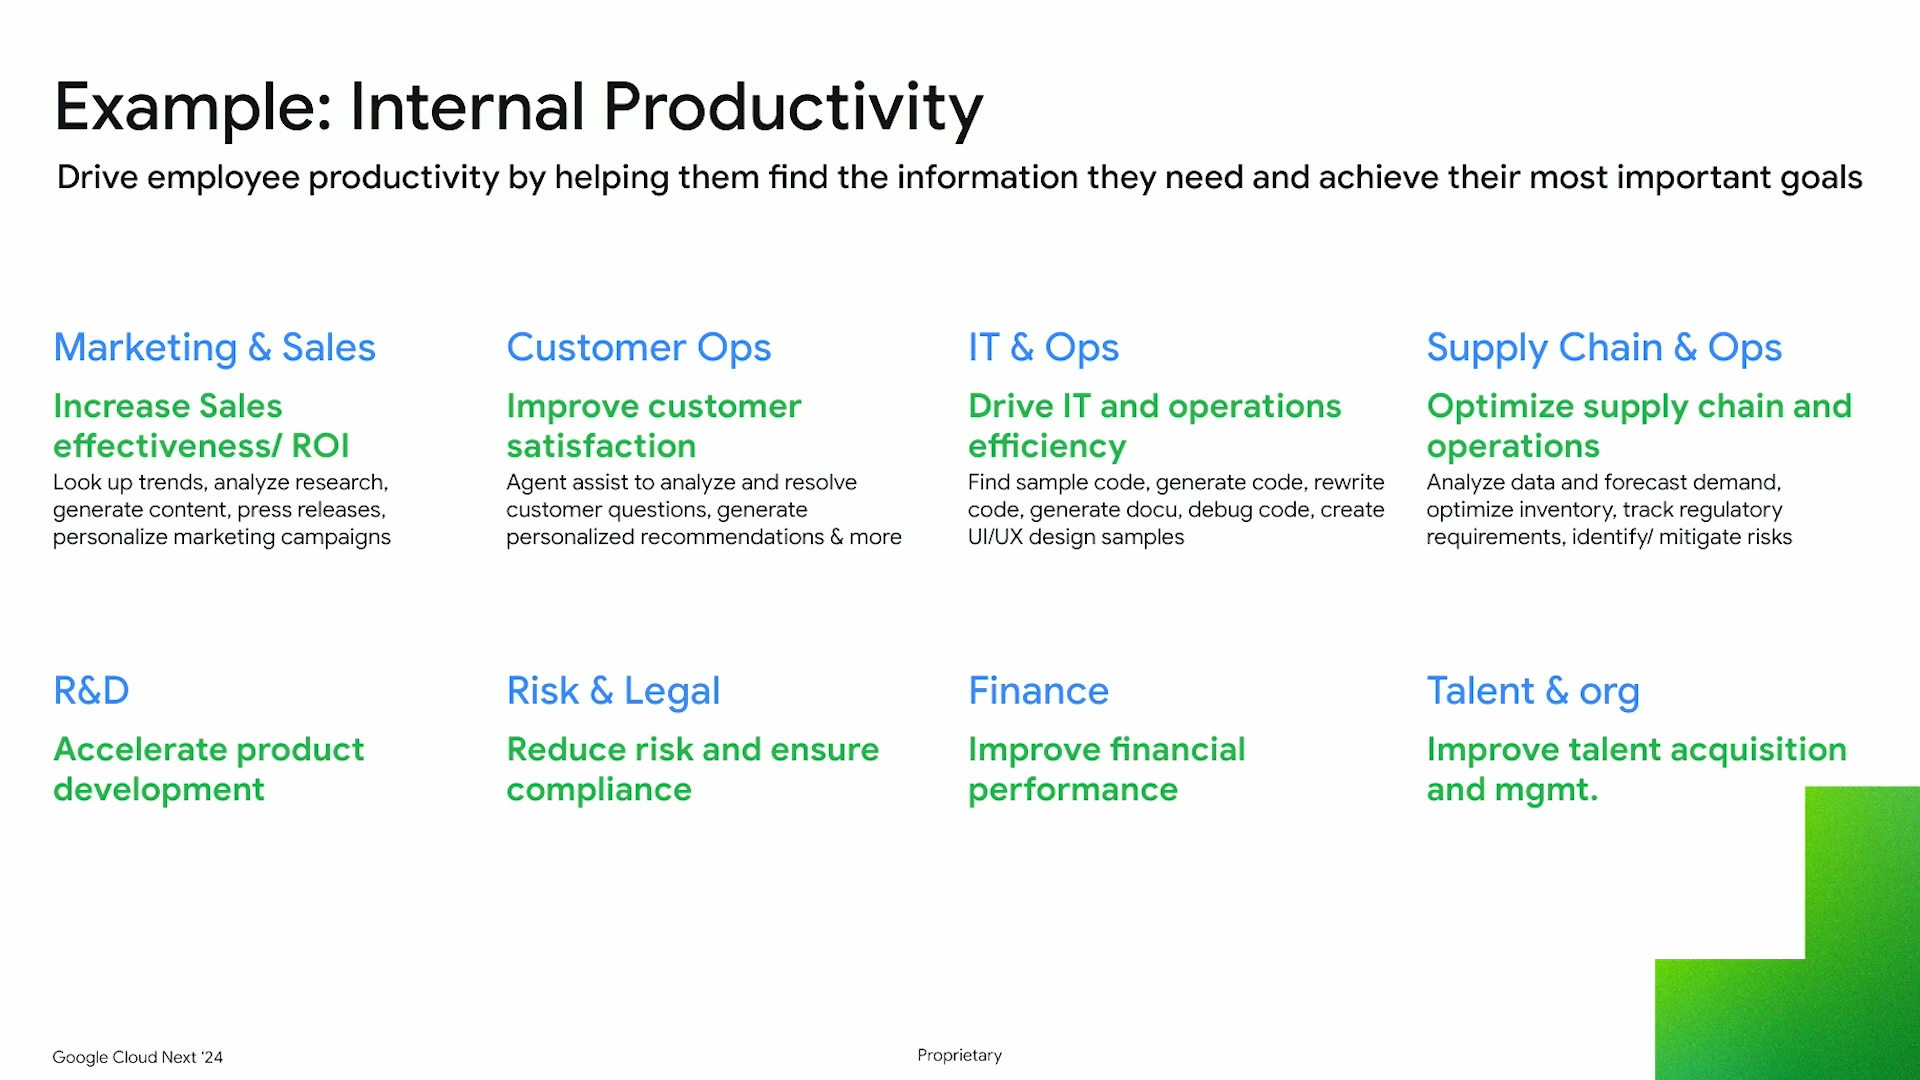 Example: Internal Productivity
Drive employee productivity by helping them find the information they need and achieve their most important goals
Marketing & Sales
Increase Sales
effectiveness/ ROI
Look up trends, analyze research,
generate content, press releases,
personalize marketing campaigns
Customer Ops
Improve customer
satisfaction
Agent assist to analyze and resolve
customer questions, generate
personalized recommendations & more
IT & Ops
Drive IT and operations
efficiency
Find sample code, generate code, rewrite
code, generate docu, debug code, create
UI/UX design samples
Supply Chain & Ops
Optimize supply chain and
operations
Analyze data and forecast demand,
optimize inventory, track regulatory
requirements, identify/ mitigate risks
R&D
Accelerate product
development
Risk & Legal
Reduce risk and ensure
compliance
Finance
Improve financial
performance
Talent & org
Improve talent acquisition
and mgmt.
Google Cloud Next ‘24
Proprietary